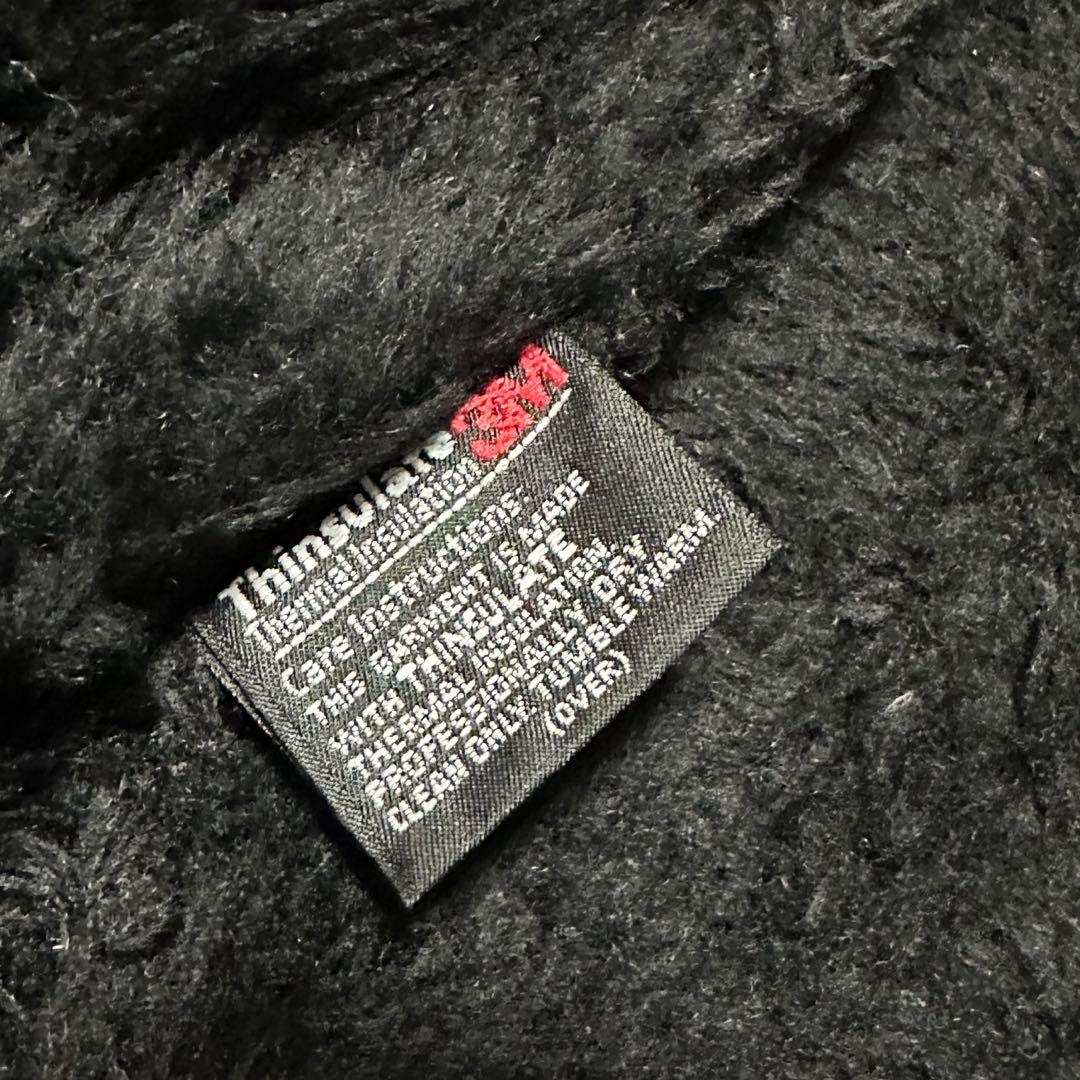 Thinsulate 3M
Thermal Insulation
Care Instructions:
THIS GARMENT IS MADE
WITH THINSULATE
THERMAL INSULATION.
PROFESSIONALLY DRY
CLEAN ONLY, TUMBLE WARM.
(OVER)